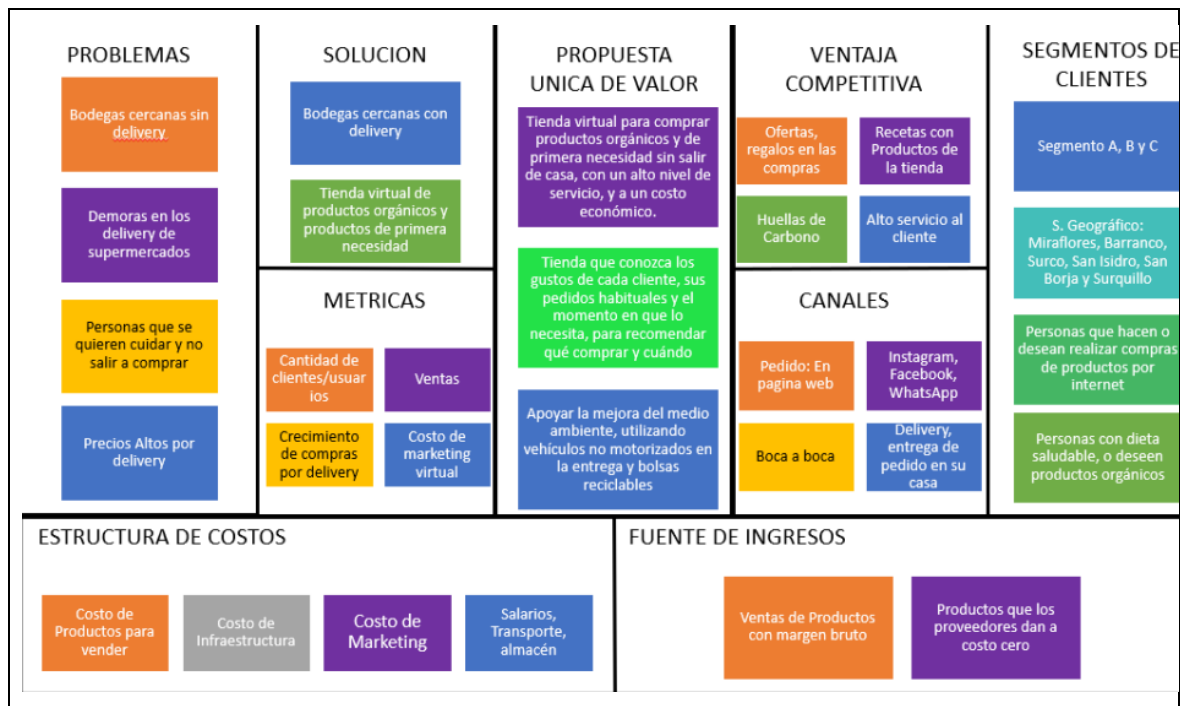 PROBLEMAS
Bodegas cercanas sin
delivery
Demoras en los
delivery de
supermercados
Personas que se
quieren cuidar y no
salir a comprar
Precios Altos por
delivery
SOLUCION
Bodegas cercanas con
delivery
Tienda virtual de
productos orgánicos y
productos de primera
necesidad
METRICAS
Cantidad de
clientes/usuar
ios
Ventas
Crecimiento
de compras
por delivery
Costo de
marketing
virtual
PROPUESTA
UNICA DE VALOR
Tienda virtual para comprar
productos orgánicos y de
primera necesidad sin salir
de casa, con un alto nivel de
servicio, y a un costo
económico.
Tienda que conozca los
gustos de cada cliente, sus
pedidos habituales y el
momento en que lo
necesita, para recomendar
qué comprar y cuándo
Apoyar la mejora del medio
ambiente, utilizando
vehículos no motorizados en
la entrega y bolsas
reciclables
VENTAJA
COMPETITIVA
Ofertas,
regalos en las
compras
Recetas con
Productos de
la tienda
Huellas de
Carbono
Alto servicio al
cliente
CANALES
Pedido: En
pagina web
Instagram,
Facebook,
WhatsApp
Boca a boca
Delivery,
entrega de
pedido en su
casa
SEGMENTOS DE
CLIENTES
Segmento A, B y C
S. Geográfico:
Miraflores, Barranco,
Surco, San Isidro, San
Borja y Surquillo
Personas que hacen o
desean realizar compras
de productos por
internet
Personas con dieta
saludable, o deseen
productos orgánicos
ESTRUCTURA DE COSTOS
Costo de
Productos para
vender
Costo de
Infraestructura
Costo de
Marketing
Salarios,
Transporte,
almacén
FUENTE DE INGRESOS
Ventas de Productos
con margen bruto
Productos que los
proveedores dan a
costo cero